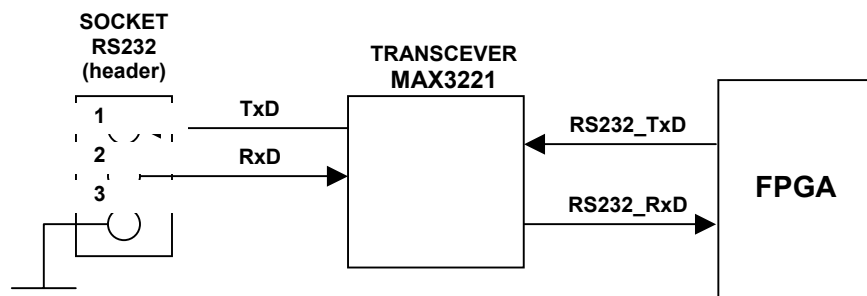 SOCKET
RS232
(header)
1
2
3
TxD
RxD
TRANSCEVER
MAX3221
RS232_TxD
RS232_RxD
FPGA